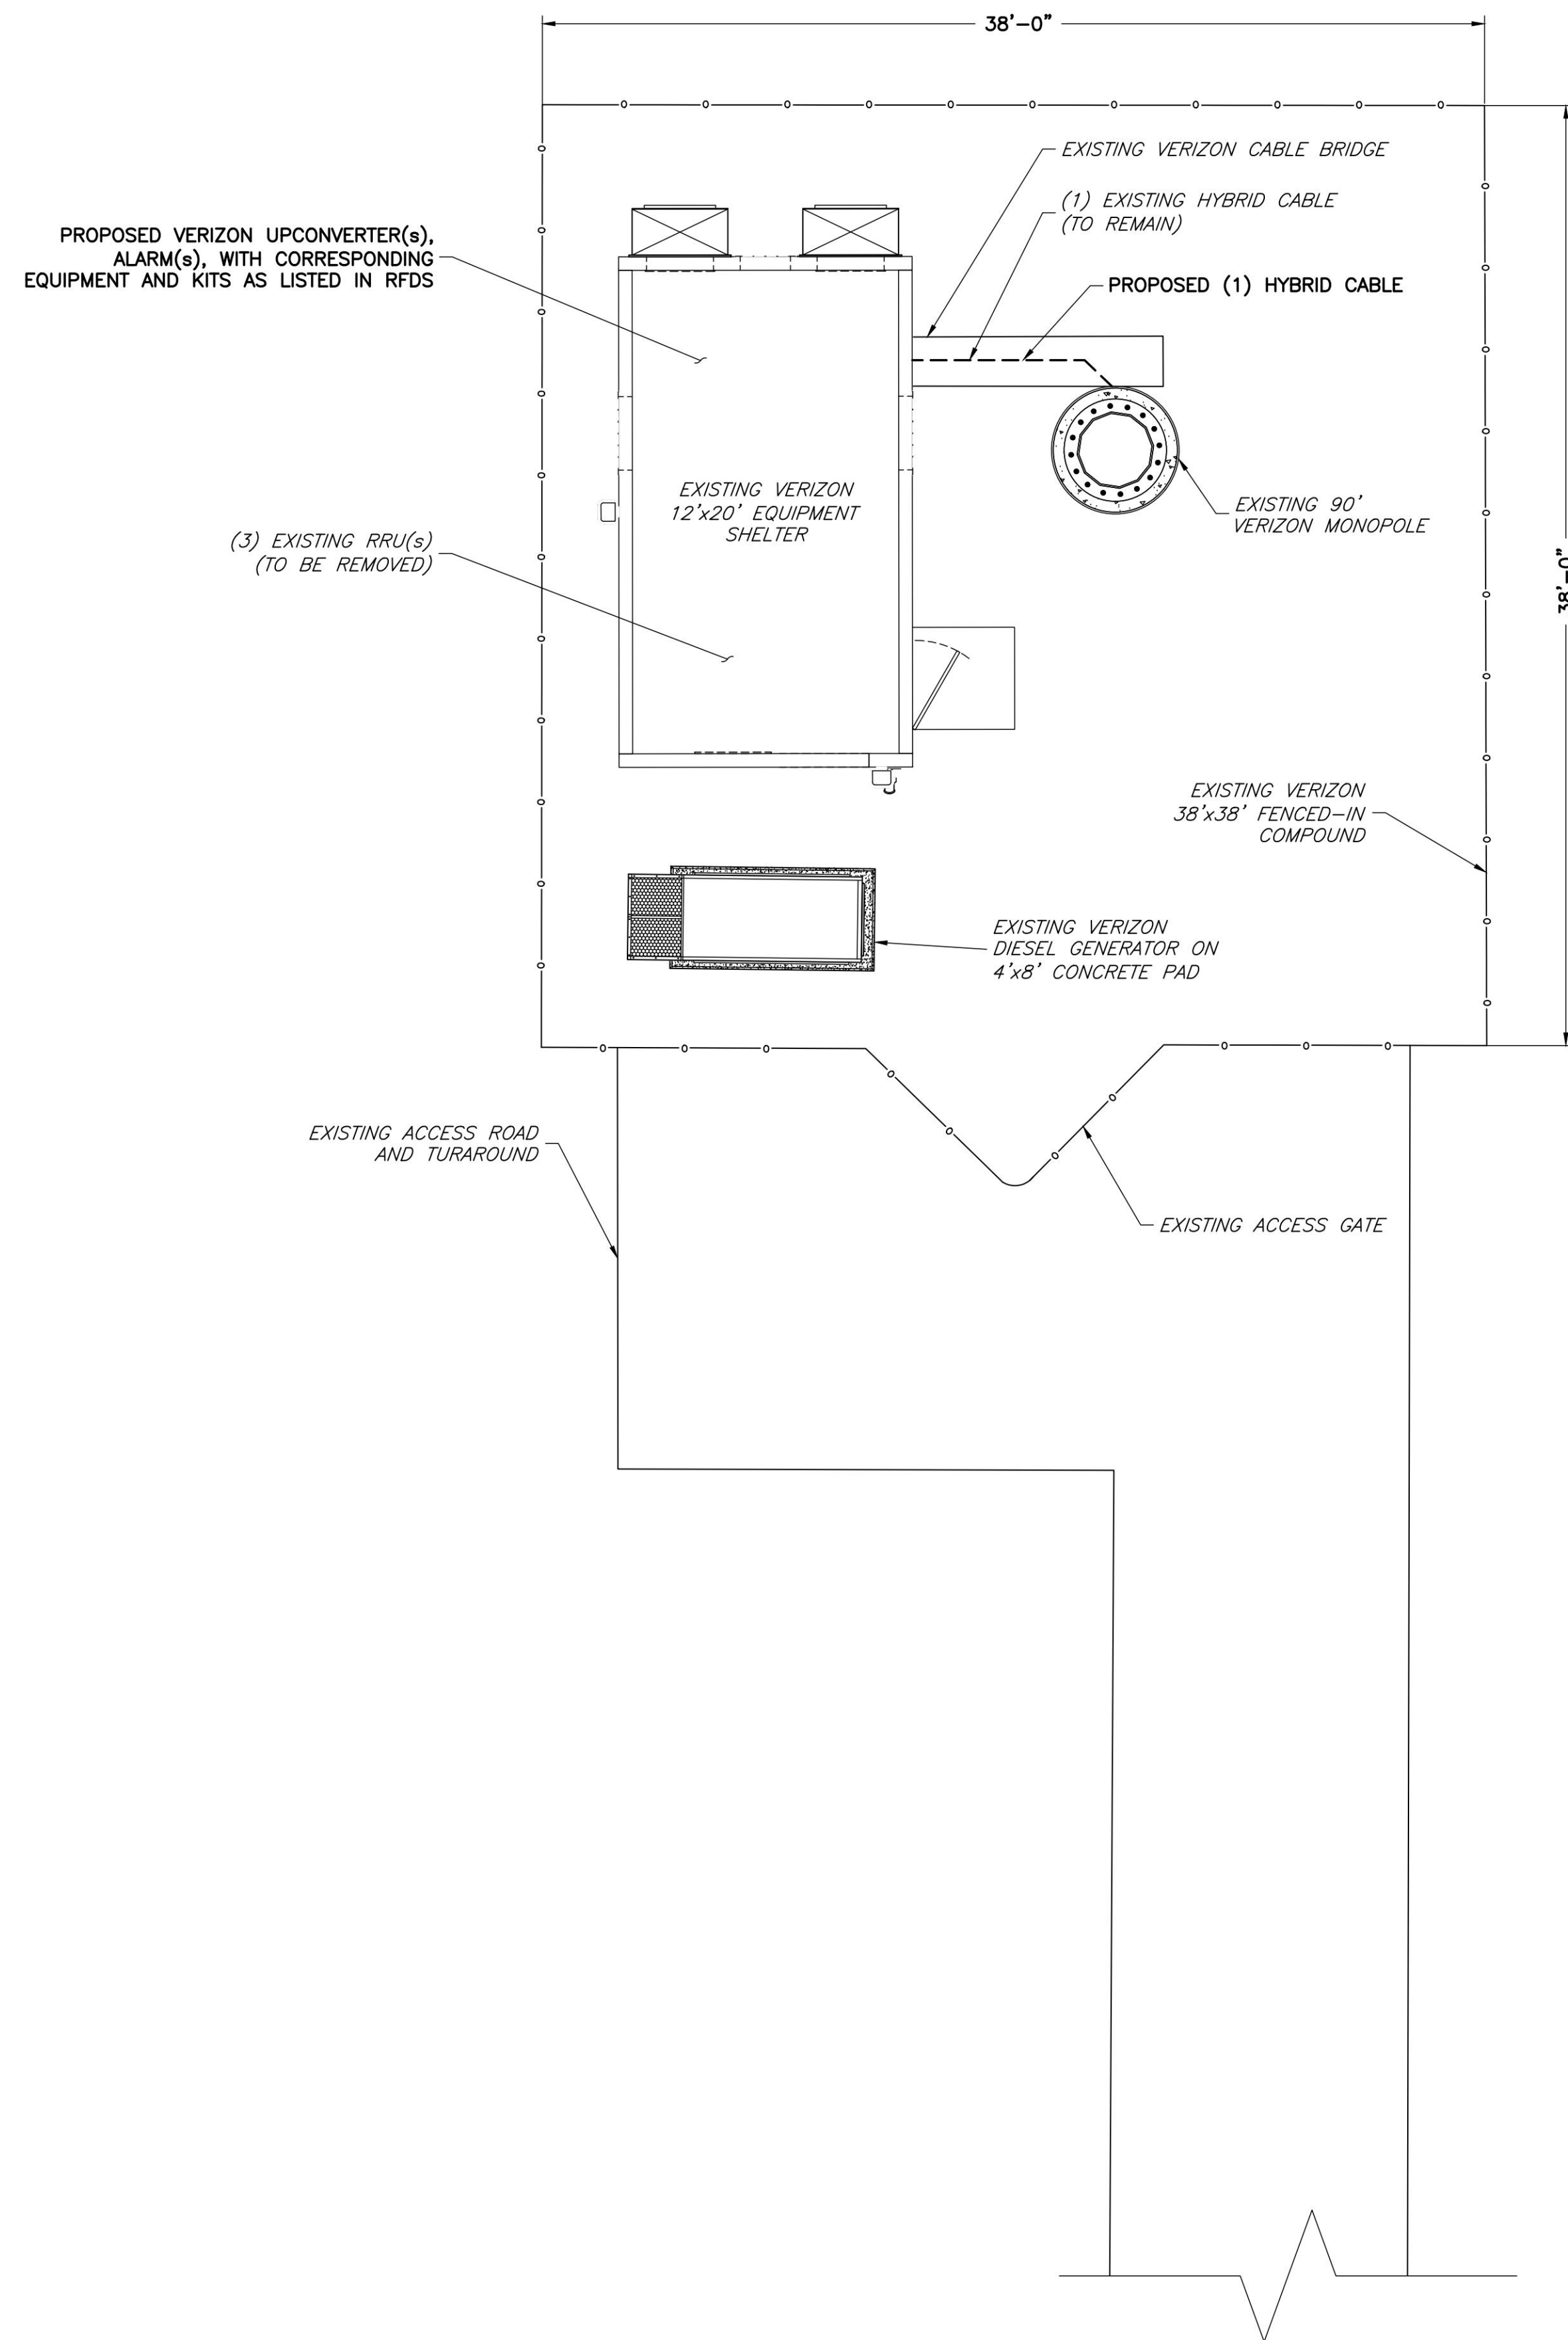 38'-0"
EXISTING VERIZON CABLE BRIDGE
(1) EXISTING HYBRID CABLE
(TO REMAIN)
PROPOSED VERIZON UPCONVERTER(s),
ALARM(s), WITH CORRESPONDING
EQUIPMENT AND KITS AS LISTED IN RFDS
PROPOSED (1) HYBRID CABLE
EXISTING VERIZON
12'x20' EQUIPMENT
SHELTER
EXISTING 90'
VERIZON MONOPOLE
(3) EXISTING RRU(s)
(TO BE REMOVED)
38'-0"
EXISTING VERIZON
38'x38' FENCED-IN
COMPOUND
EXISTING VERIZON
DIESEL GENERATOR ON
4'x8' CONCRETE PAD
EXISTING ACCESS ROAD
AND TURAROUND
EXISTING ACCESS GATE